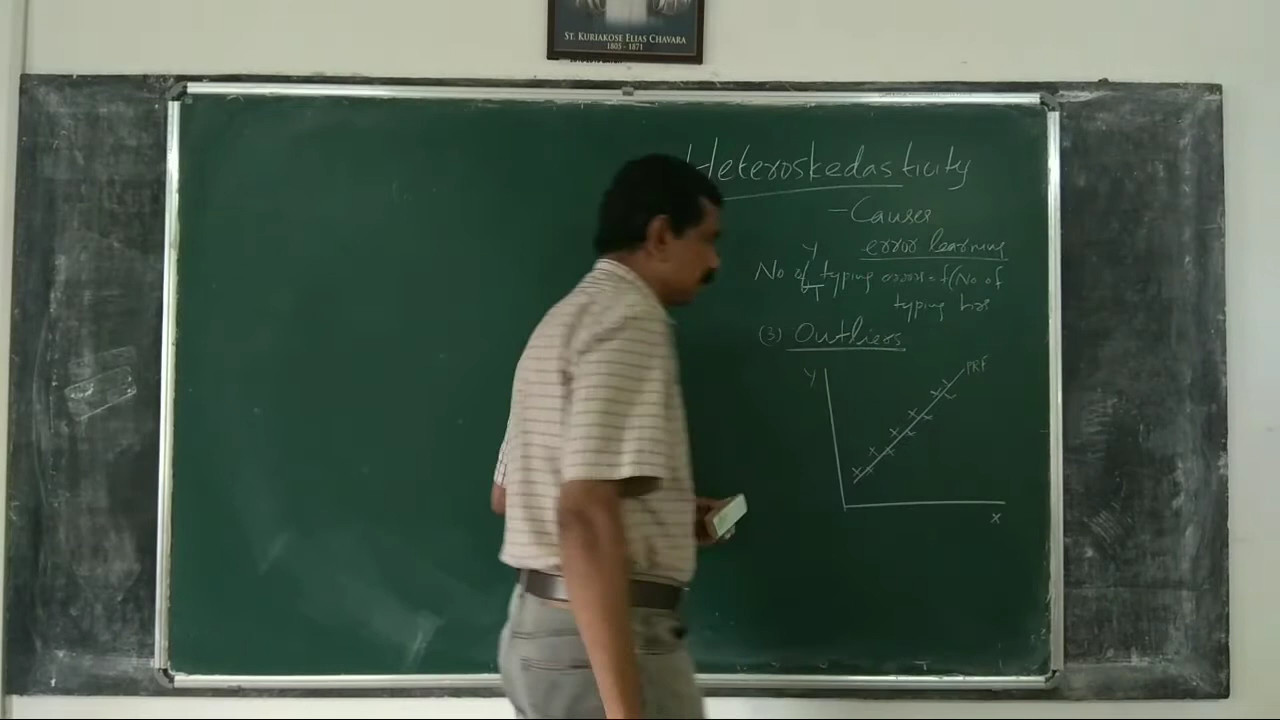 ST. KURIAKOSE ELIAS CHAVARA
1805 - 1871
Heteroskedasticity
- Causes
error learning
Y
No of typing errors = f(No of
typing hrs
(3) Outliers
Y
PRF
X